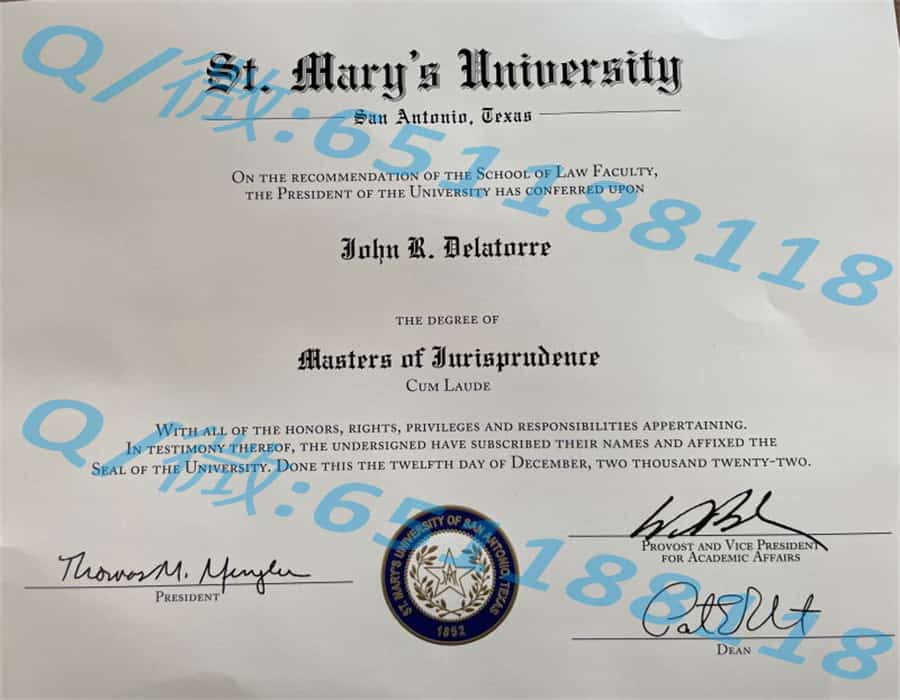 St. Mary's University
San Antonio, Texas
On the recommendation of the School of Law Faculty,
the President of the University has conferred upon
John R. Delatorre
the degree of
Masters of Jurisprudence
Cum Laude
With all of the honors, rights, privileges and responsibilities appertaining.
In testimony thereof, the undersigned have subscribed their names and affixed the
Seal of the University. Done this the twelfth day of December, two thousand twenty-two.
Thomas M. Mengler
President
ST. MARY'S UNIVERSITY OF SAN ANTONIO, TEXAS
1852
Provost and Vice President
for Academic Affairs
Dean
Q/微:651188118
Q/微:651188118